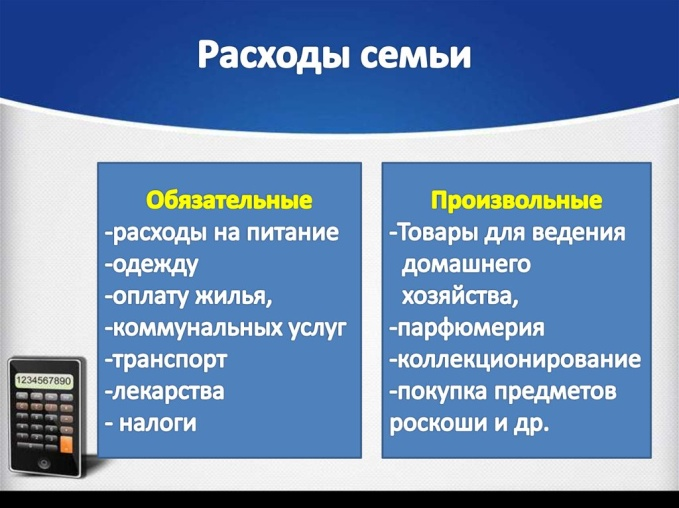 Расходы семьи
Обязательные
-расходы на питание
-одежду
-оплату жилья,
-коммунальных услуг
-транспорт
-лекарства
- налоги
Произвольные
-Товары для ведения
домашнего
хозяйства,
-парфюмерия
-коллекционирование
-покупка предметов
роскоши и др.
1234567890